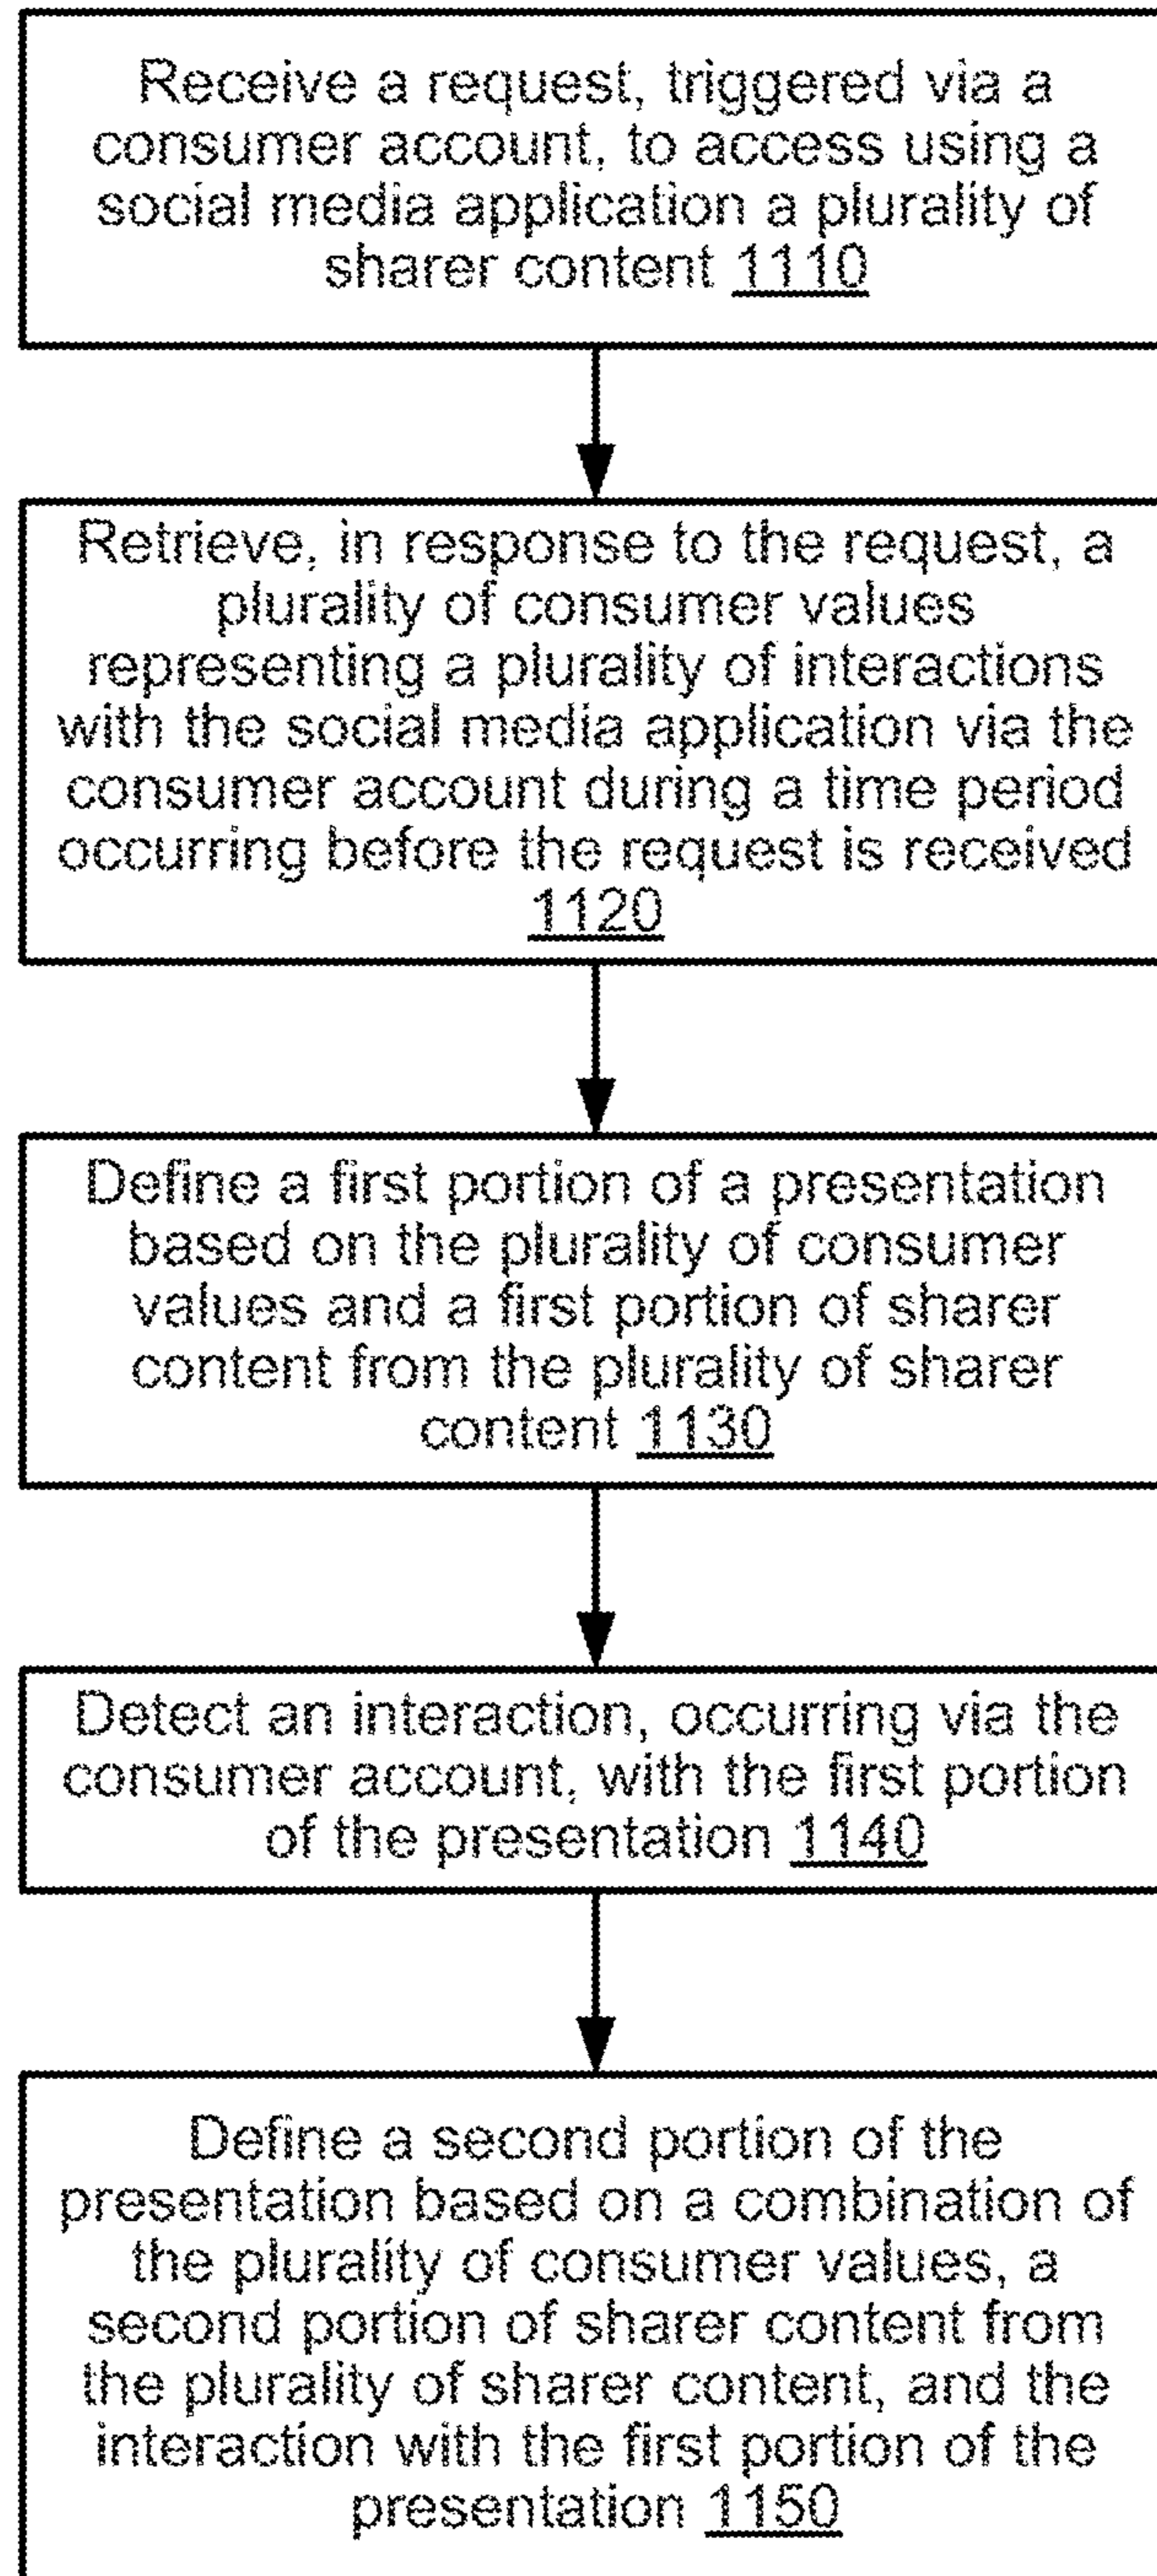 Receive a request, triggered via a
consumer account, to access using a
social media application a plurality of
sharer content 1110
Retrieve, in response to the request, a
plurality of consumer values
representing a plurality of interactions
with the social media application via the
consumer account during a time period
occurring before the request is received
1120
Define a first portion of a presentation
based on the plurality of consumer
values and a first portion of sharer
content from the plurality of sharer
content 1130
Detect an interaction, occurring via the
consumer account, with the first portion
of the presentation 1140
Define a second portion of the
presentation based on a combination of
the plurality of consumer values, a
second portion of sharer content from
the plurality of sharer content, and the
interaction with the first portion of the
presentation 1150